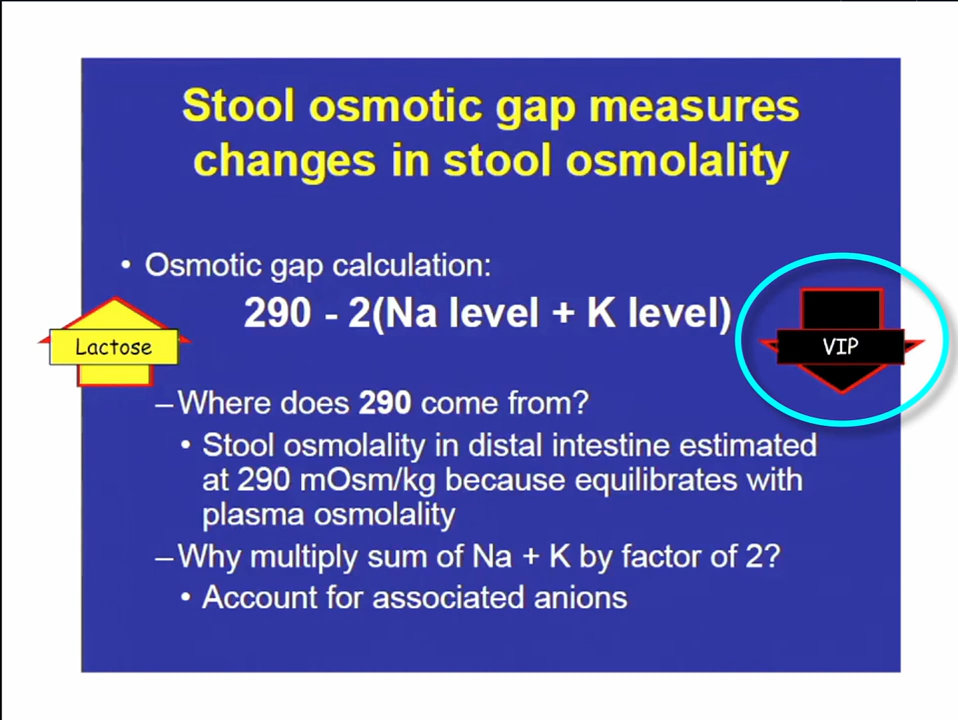 Stool osmotic gap measures
changes in stool osmolality
• Osmotic gap calculation:
290 - 2(Na level + K level)
Lactose
VIP
–Where does 290 come from?
• Stool osmolality in distal intestine estimated
at 290 mOsm/kg because equilibrates with
plasma osmolality
–Why multiply sum of Na + K by factor of 2?
• Account for associated anions